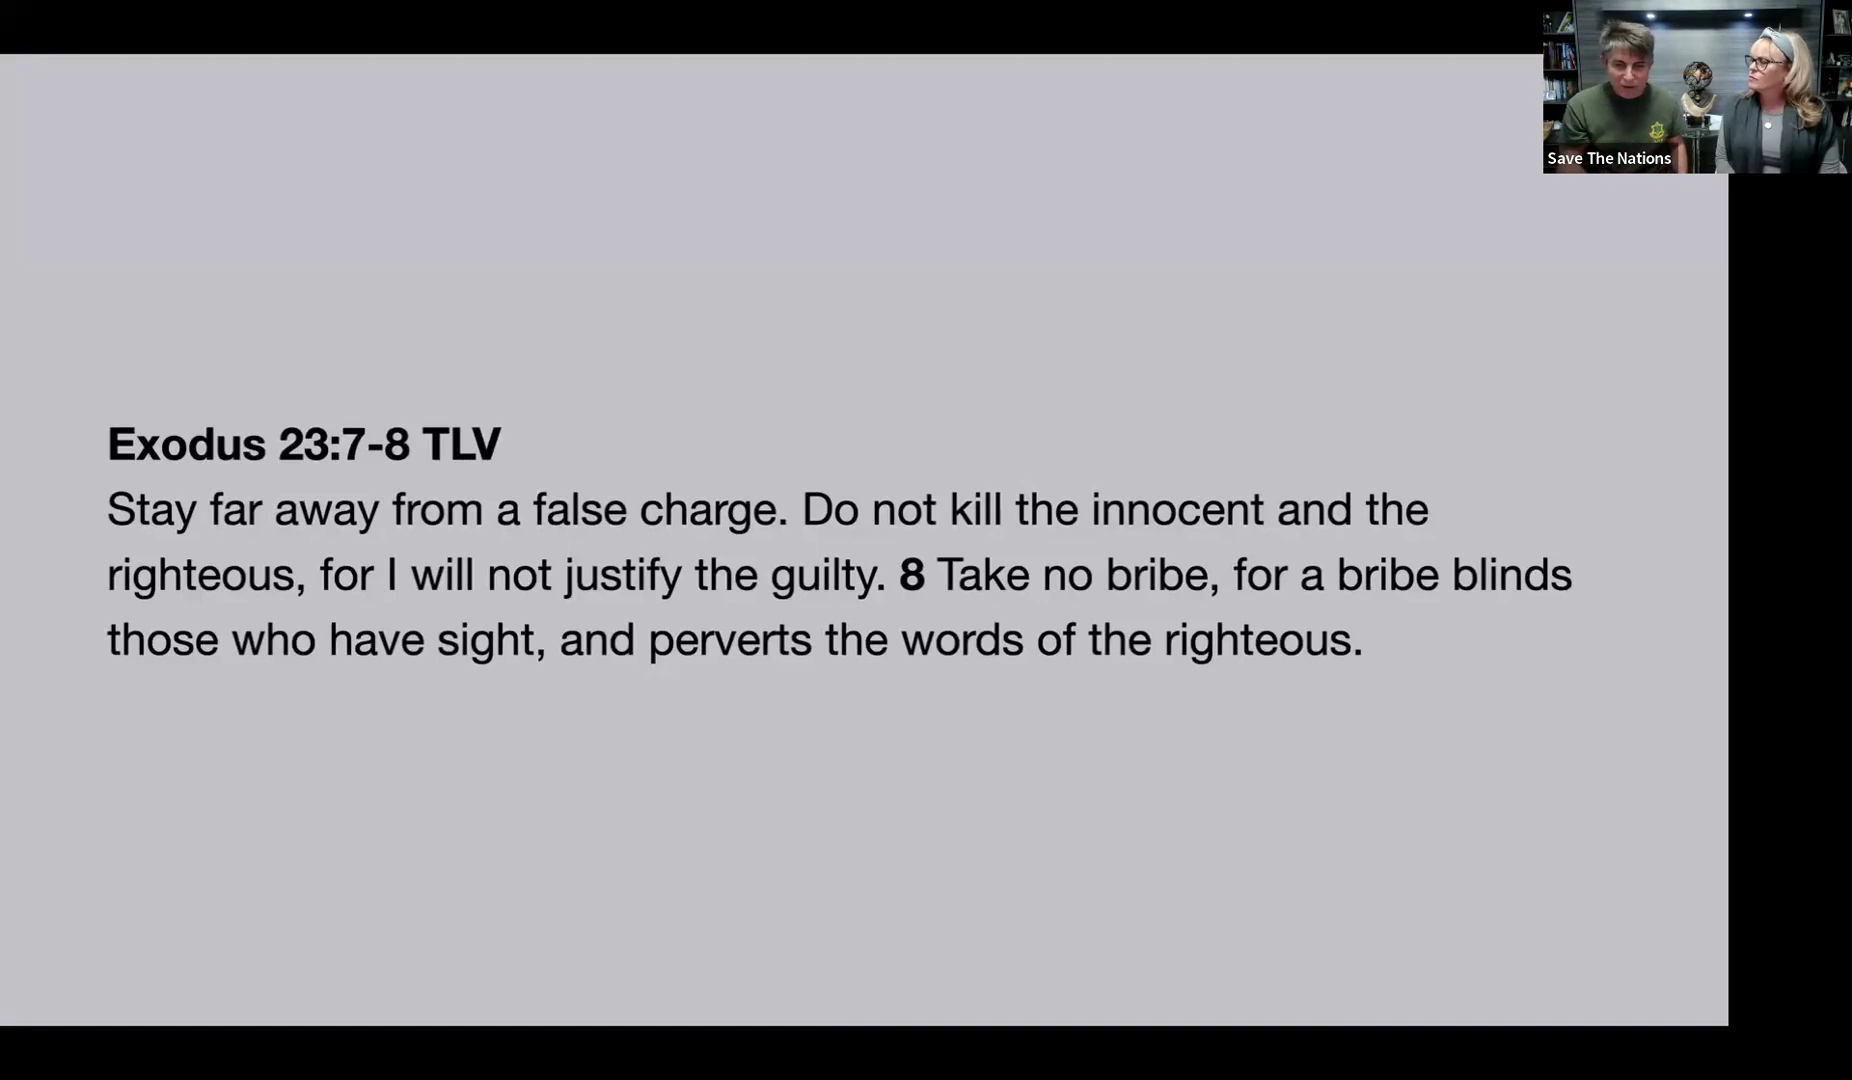 Save The Nations
Exodus 23:7-8 TLV
Stay far away from a false charge. Do not kill the innocent and the
righteous, for I will not justify the guilty. 8 Take no bribe, for a bribe blinds
those who have sight, and perverts the words of the righteous.